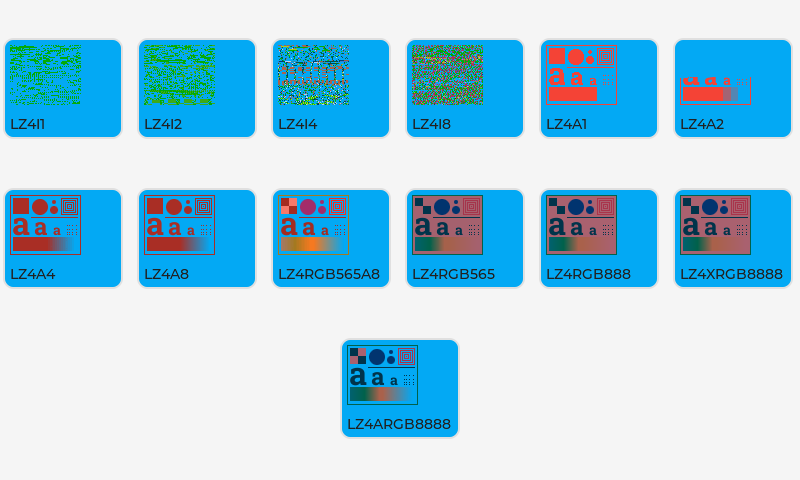 LZ4I1
LZ4I2
LZ4I4
LZ4I8
a a a
LZ4A1
a a a
LZ4A2
a a a
LZ4A4
a a a
LZ4A8
a a a
LZ4RGB565A8
a a a
LZ4RGB565
a a a
LZ4RGB888
a a a
LZ4XRGB8888
a a a
LZ4ARGB8888